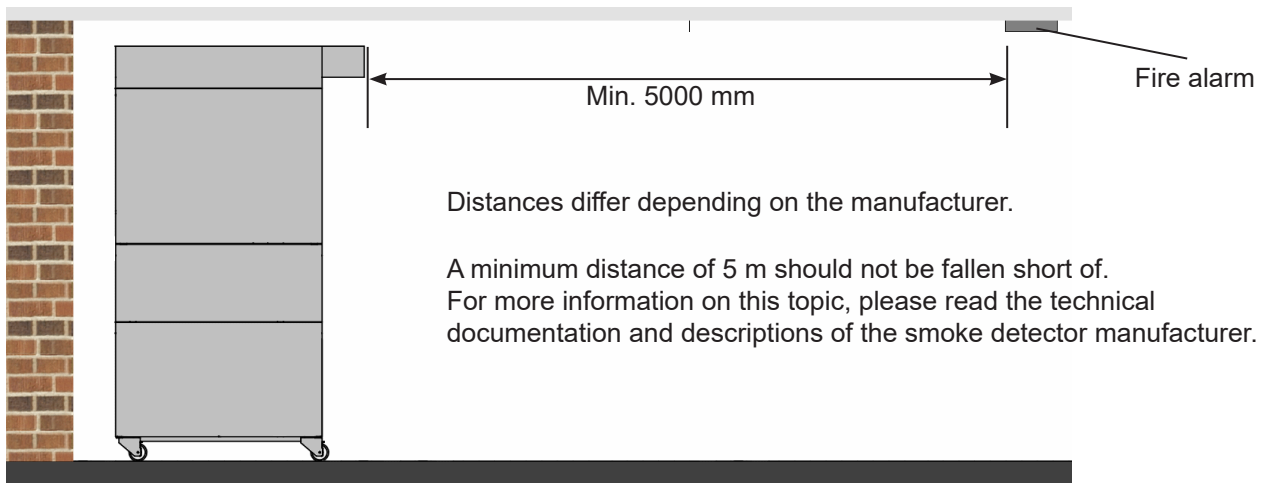 Fire alarm
Min. 5000 mm
Distances differ depending on the manufacturer.
A minimum distance of 5 m should not be fallen short of.
For more information on this topic, please read the technical
documentation and descriptions of the smoke detector manufacturer.